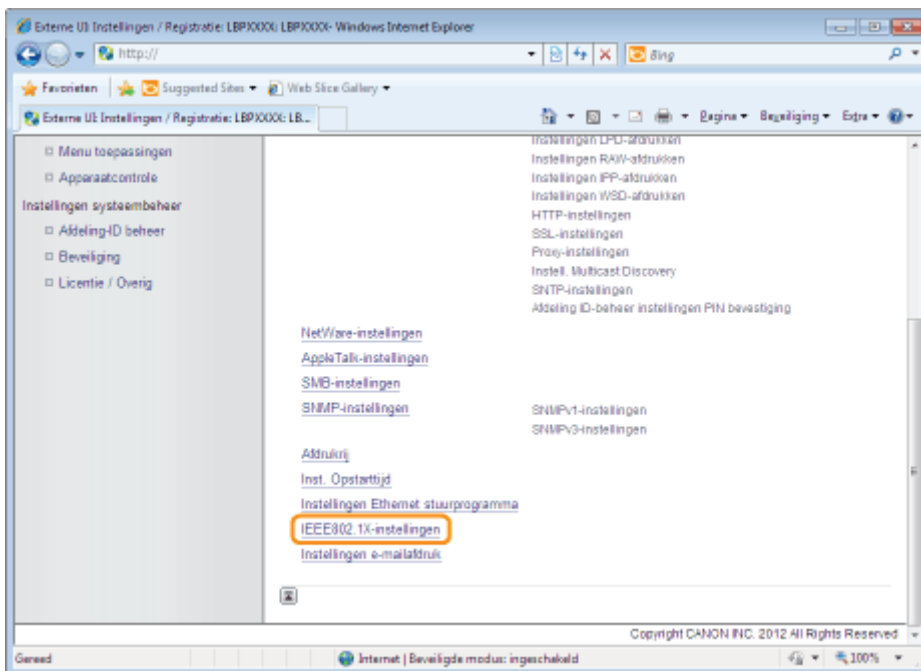 Externe UI: Instellingen / Registratie: LBPXXXX: LBPXXXX- Windows Internet Explorer
http://
Bing
Favorieten
Suggested Sites
Web Slice Gallery
Externe UI: Instellingen / Registratie: LBPXXXX: LB...
Pagina
Beveiliging
Extra
Menu toepassingen
Apparaatcontrole
Instellingen systeembeheer
Afdeling-ID beheer
Beveiliging
Licentie / Overig
Instellingen LPD-afdrukken
Instellingen RAW-afdrukken
Instellingen IPP-afdrukken
Instellingen WSD-afdrukken
HTTP-instellingen
SSL-instellingen
Proxy-instellingen
Instell. Multicast Discovery
SNTP-instellingen
Afdeling ID-beheer instellingen PIN bevestiging
NetWare-instellingen
AppleTalk-instellingen
SMB-instellingen
SNMP-instellingen
SNMPv1-instellingen
SNMPv3-instellingen
Afdrukrij
Inst. Opstarttijd
Instellingen Ethernet stuurprogramma
IEEE802.1X-instellingen
Instellingen e-mailafdruk
Copyright CANON INC. 2012 All Rights Reserved
Gereed
Internet | Beveiligde modus: ingeschakeld
100%